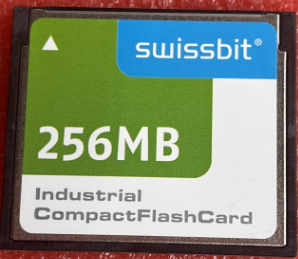 swissbit®
256MB
Industrial
CompactFlashCard